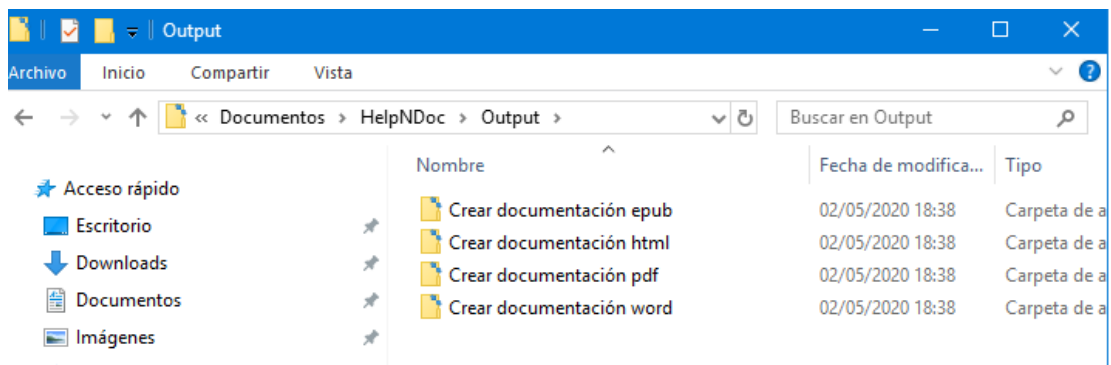 Output
Archivo Inicio Compartir Vista
« Documentos > HelpNDoc > Output > Buscar en Output
Nombre Fecha de modifica... Tipo
Acceso rápido
Escritorio
Downloads
Documentos
Imágenes
Crear documentación epub 02/05/2020 18:38 Carpeta de a
Crear documentación html 02/05/2020 18:38 Carpeta de a
Crear documentación pdf 02/05/2020 18:38 Carpeta de a
Crear documentación word 02/05/2020 18:38 Carpeta de a